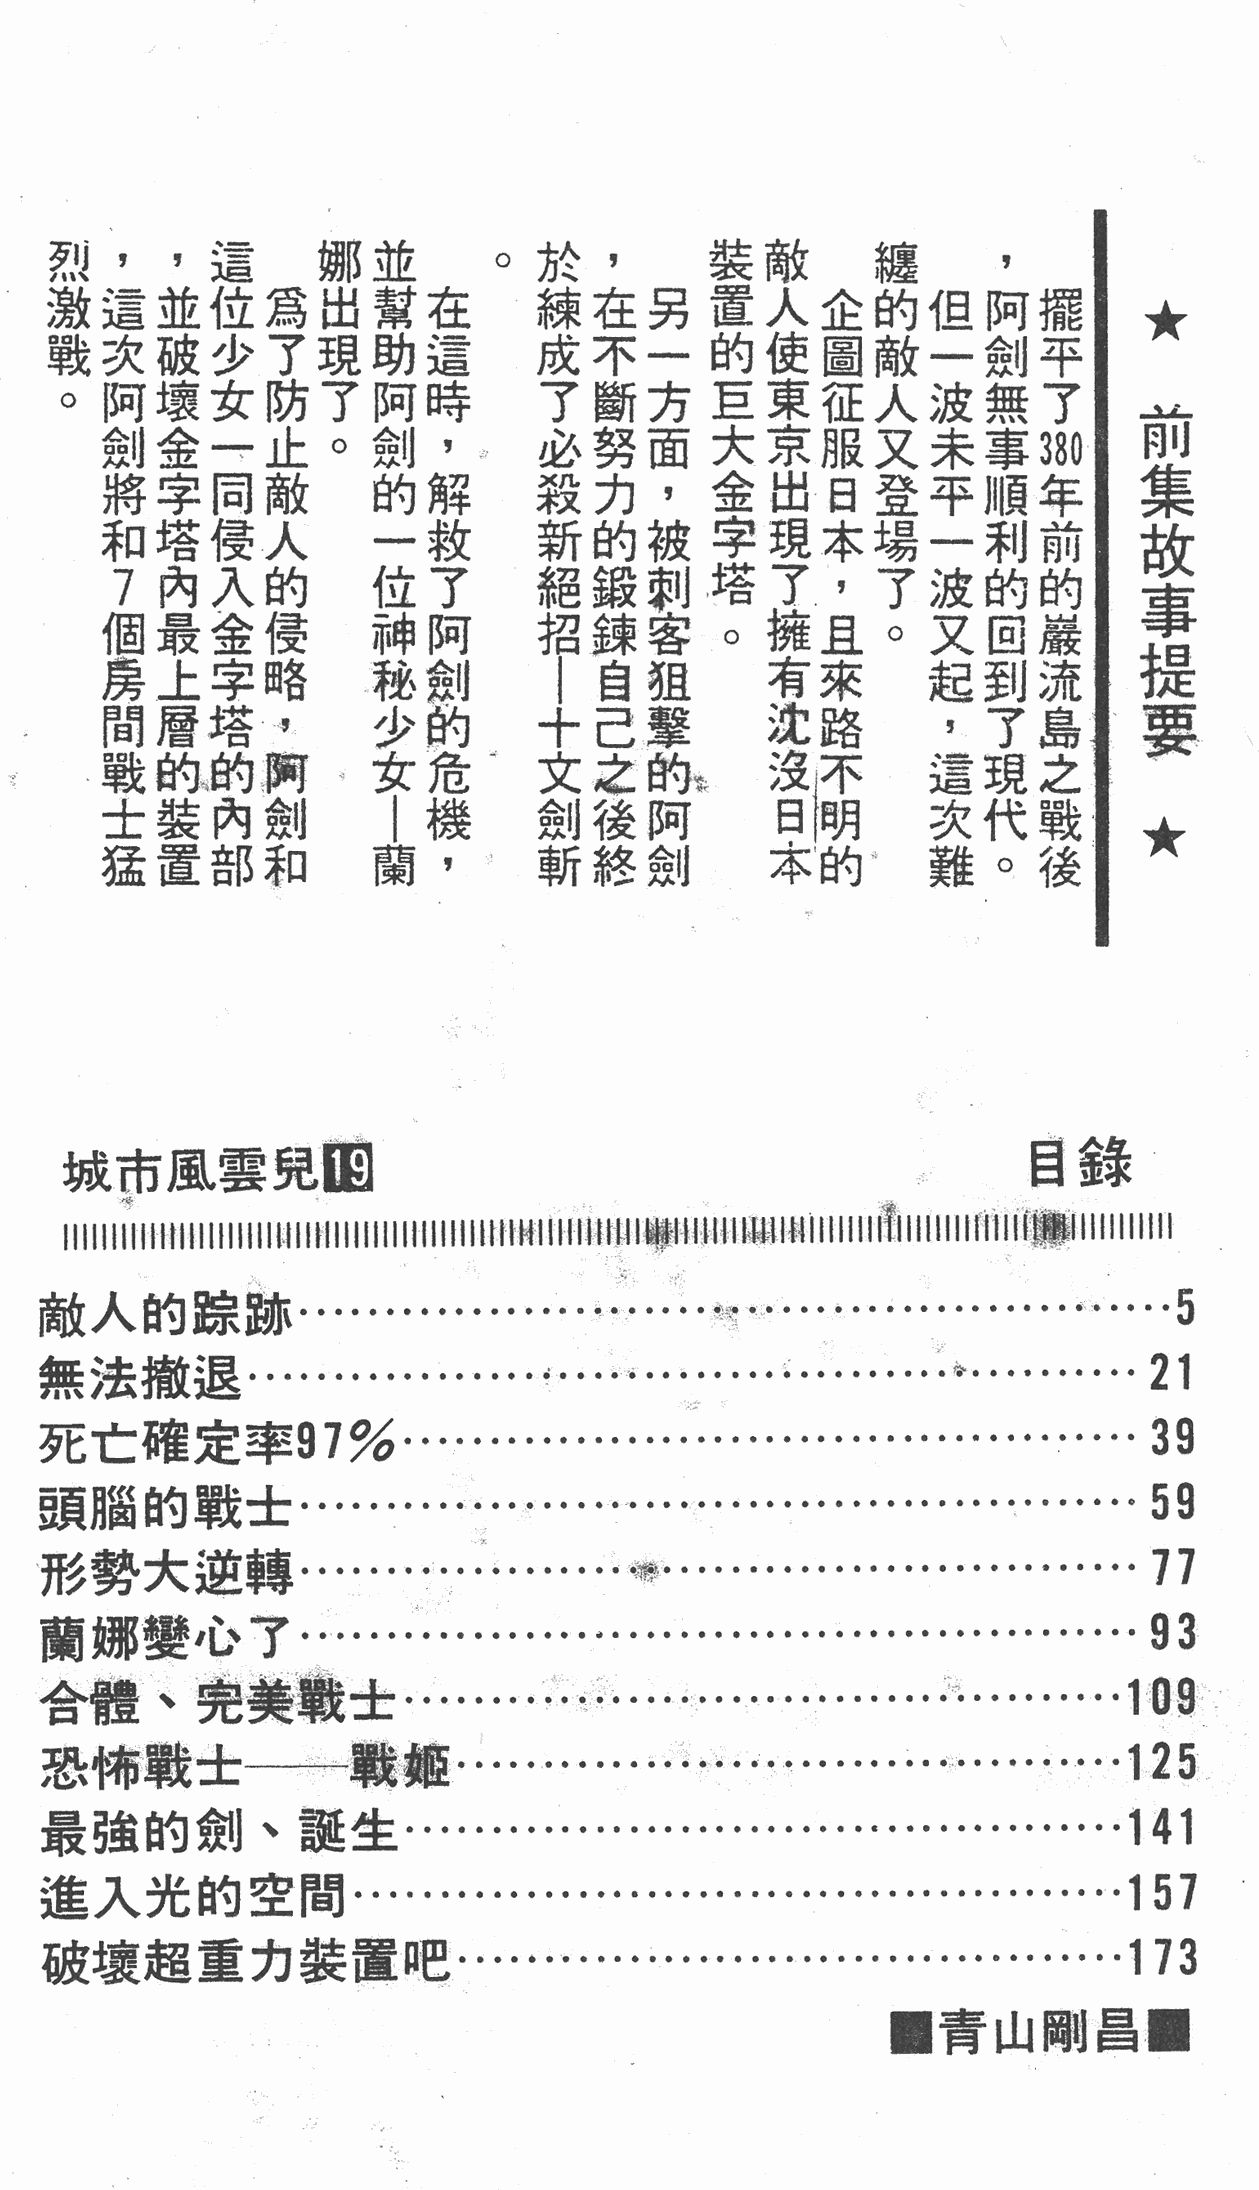 ★ 前集故事提要 ★
擺平了380年前的巖流島之戰後
，阿劍無事順利的回到了現代。
但一波未平一波又起，這次難
纏的敵人又登場了。
企圖征服日本，且來路不明的
敵人使東京出現了擁有沈沒日本
裝置的巨大金字塔。
另一方面，被刺客狙擊的阿劍
，在不斷努力的鍛鍊自己之後終
於練成了必殺新絕招—十文劍斬
。
在這時，解救了阿劍的危機，
並幫助阿劍的一位神秘少女—蘭
娜出現了。
爲了防止敵人的侵略，阿劍和
這位少女一同侵入金字塔的內部
，並破壞金字塔內最上層的裝置
，這次阿劍將和7個房間戰士猛
烈激戰。
城市風雲兒19 目錄
敵人的踪跡……………………5
無法撤退……………………21
死亡確定率97%……………………39
頭腦的戰士……………………59
形勢大逆轉……………………77
蘭娜變心了……………………93
合體、完美戰士……………………109
恐怖戰士——戰姬……………………125
最強的劍、誕生……………………141
進入光的空間……………………157
破壞超重力裝置吧……………………173
■青山剛昌■